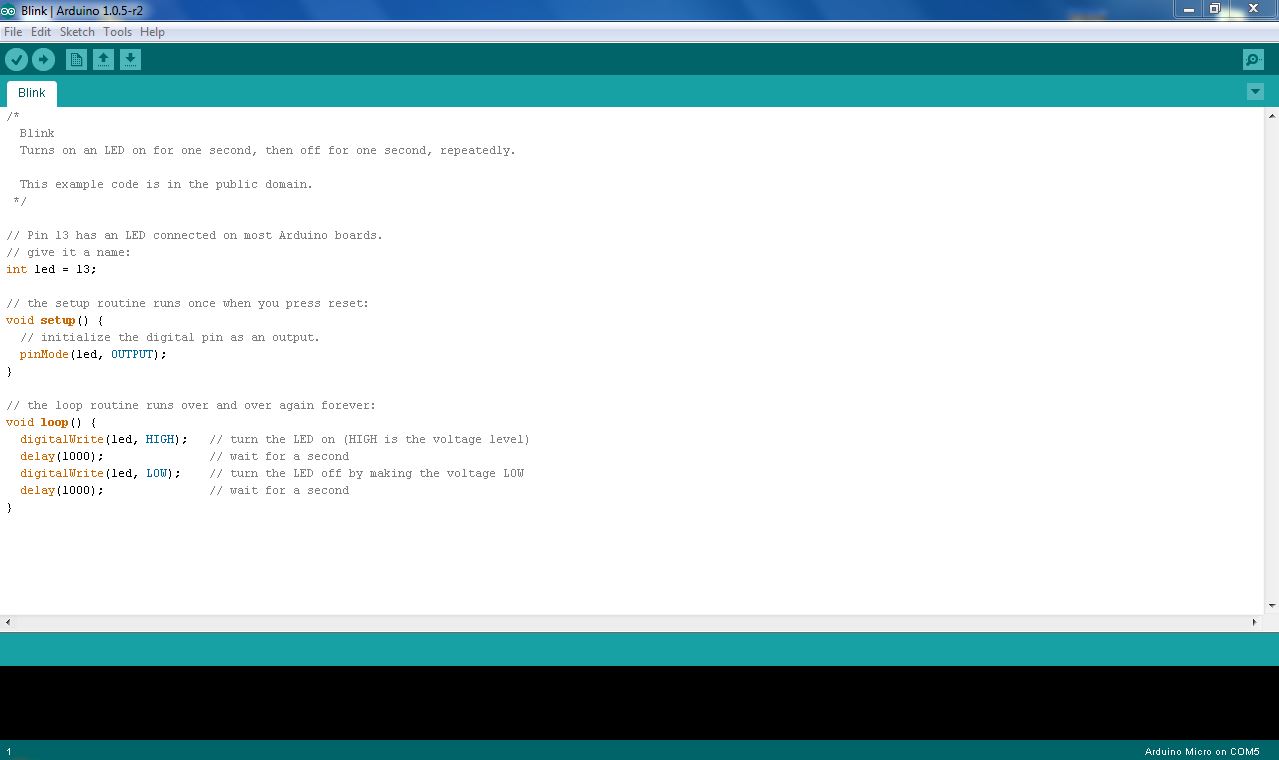 Blink | Arduino 1.0.5-r2
File Edit Sketch Tools Help
Blink
/*
  Blink
  Turns on an LED on for one second, then off for one second, repeatedly.

  This example code is in the public domain.
 */

// Pin 13 has an LED connected on most Arduino boards.
// give it a name:
int led = 13;

// the setup routine runs once when you press reset:
void setup() {
  // initialize the digital pin as an output.
  pinMode(led, OUTPUT);
}

// the loop routine runs over and over again forever:
void loop() {
  digitalWrite(led, HIGH);   // turn the LED on (HIGH is the voltage level)
  delay(1000);               // wait for a second
  digitalWrite(led, LOW);    // turn the LED off by making the voltage LOW
  delay(1000);               // wait for a second
}
1
Arduino Micro on COM5